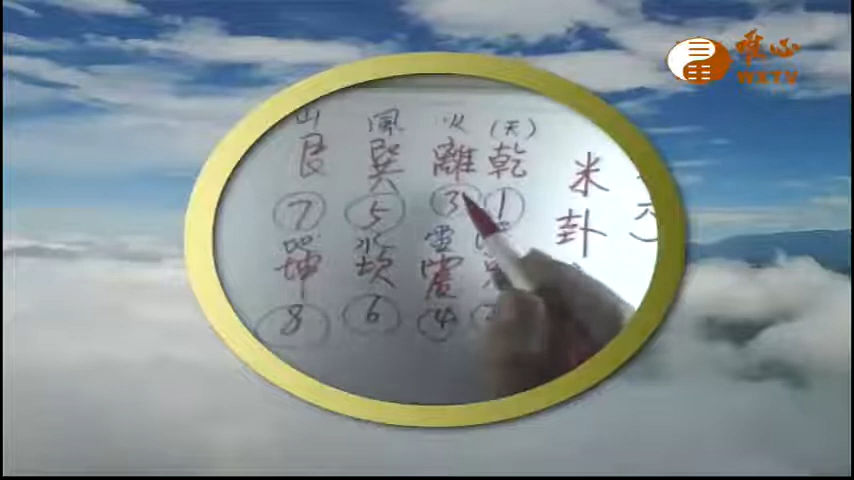 唯心
WXTV
米卦
(天)
乾
①
火
離
③
雷
震
④
風
巽
⑤
水
坎
⑥
山
艮
⑦
坤
⑧